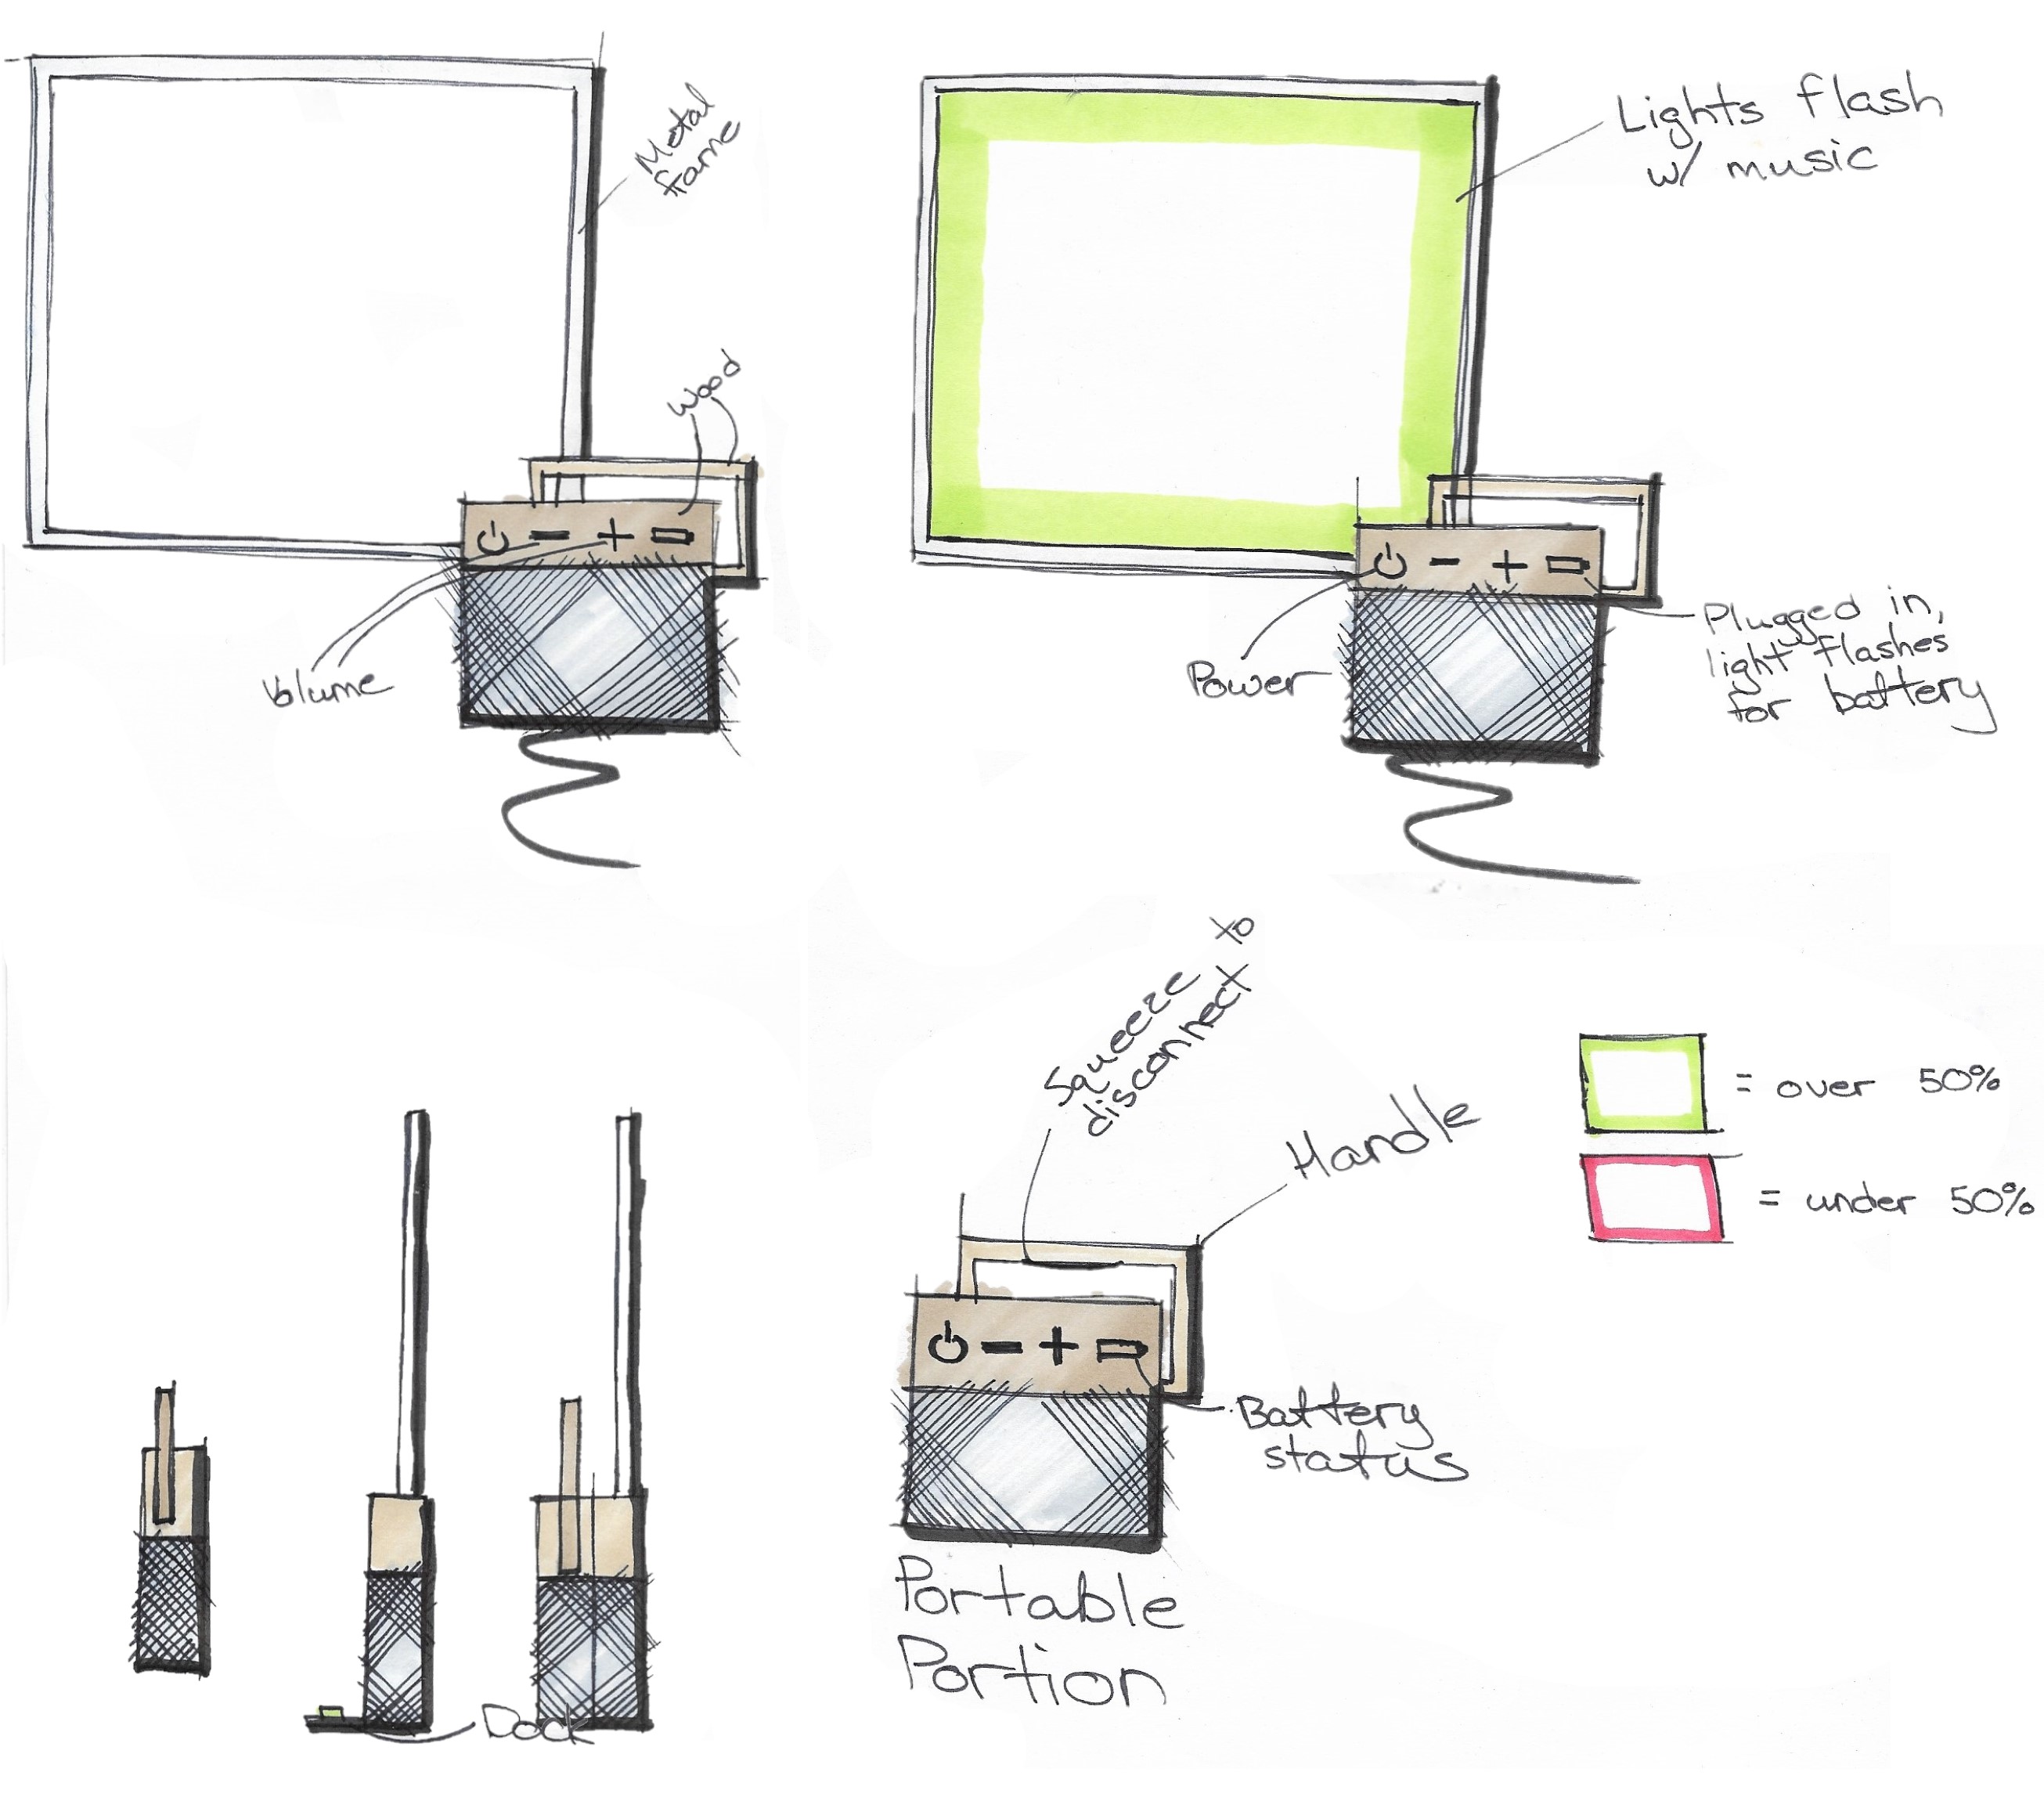 Metal
frame
Wood
Volume
Lights flash
w/ music
Power
Plugged in,
light flashes
for battery
Squeeze to
disconnect
Handle
= over 50%
= under 50%
Battery
status
Portable
Portion
Dock